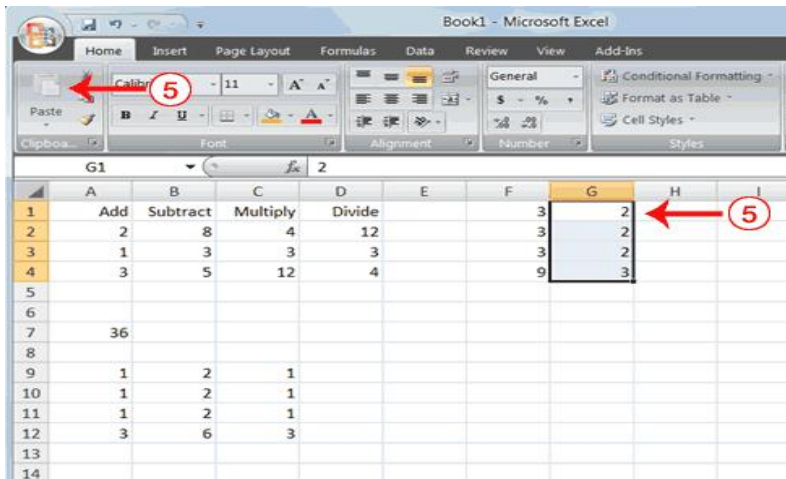 Book1 - Microsoft Excel
Home Insert Page Layout Formulas Data Review View Add-Ins
Calibr 11 A A General Conditional Formatting
5
Paste B I U A $ % , Format as Table
Cell Styles
Clipboa... Font Alignment Number Styles
G1 fx 2
A B C D E F G H I
1 Add Subtract Multiply Divide 3 2 5
2 2 8 4 12 3 2
3 1 3 3 3 3 2
4 3 5 12 4 9 3
5
6
7 36
8
9 1 2 1
10 1 2 1
11 1 2 1
12 3 6 3
13
14